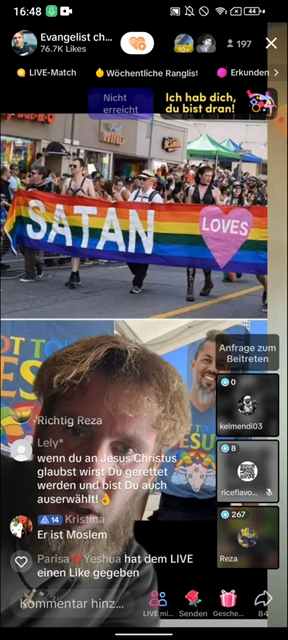 16:48
44
Evangelist ch...
76.7K Likes
50+
197
LIVE-Match
Wöchentliche Ranglist
Erkunden >
Nicht
erreicht
Ich hab dich,
du bist dran!
SATAN
LOVES
Anfrage zum
Beitreten
0
kelmendi03
8
riceflavo...
267
Reza
Richtig Reza
Lely*
wenn du an Jesus Christus
glaubst wirst Du gerettet
werden und bist Du auch
auserwählt!👌
14 Kristina
Er ist Moslem
Parisa❤️Yeshua hat dem LIVE
einen Like gegeben
Kommentar hinz...
LIVE mi...
Senden
Gesche...
84